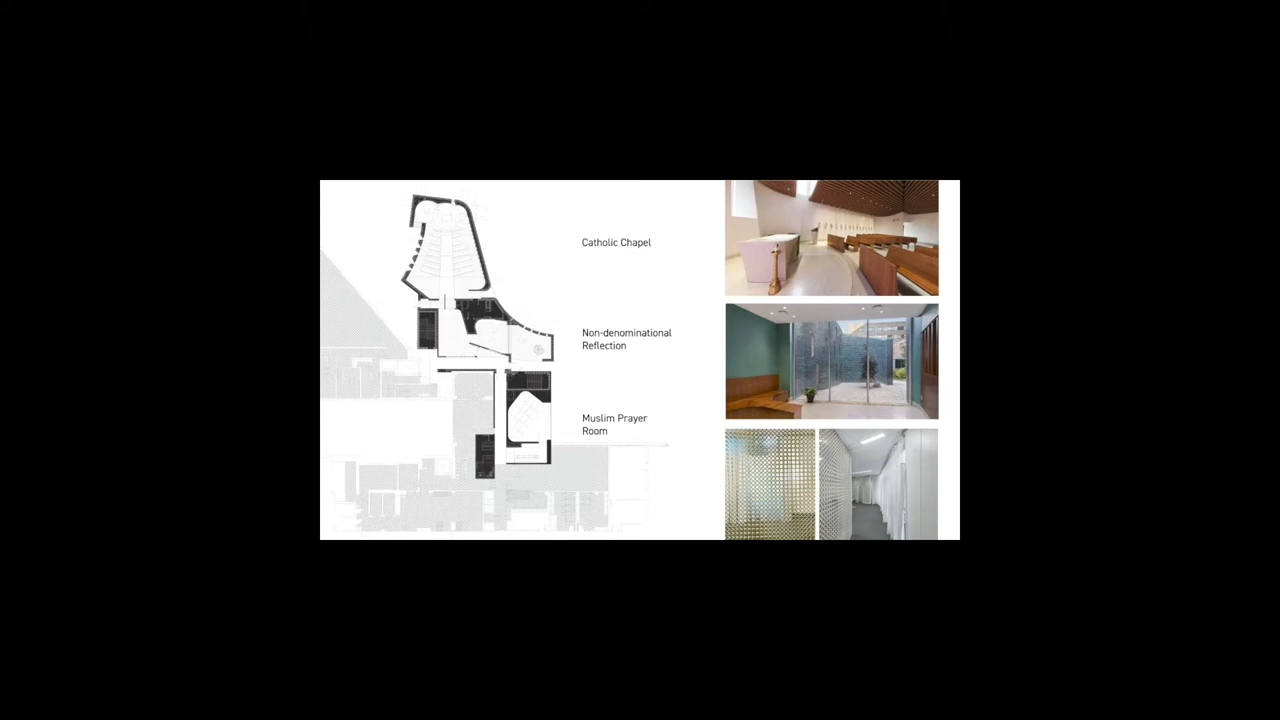 Catholic Chapel
Non-denominational
Reflection
Muslim Prayer
Room